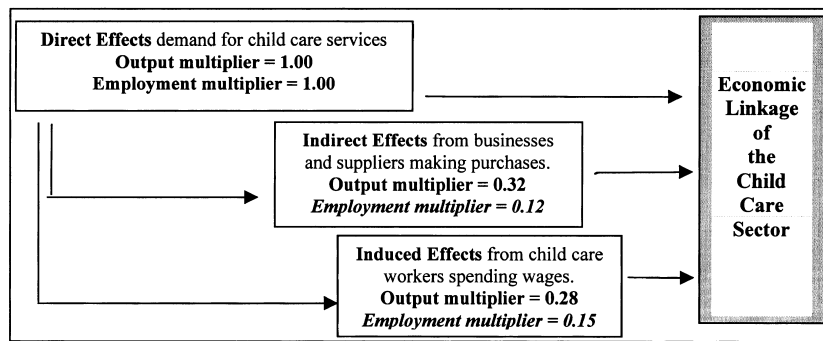 Direct Effects demand for child care services
Output multiplier = 1.00
Employment multiplier = 1.00
Indirect Effects from businesses
and suppliers making purchases.
Output multiplier = 0.32
Employment multiplier = 0.12
Induced Effects from child care
workers spending wages.
Output multiplier = 0.28
Employment multiplier = 0.15
Economic
Linkage
of
the
Child
Care
Sector